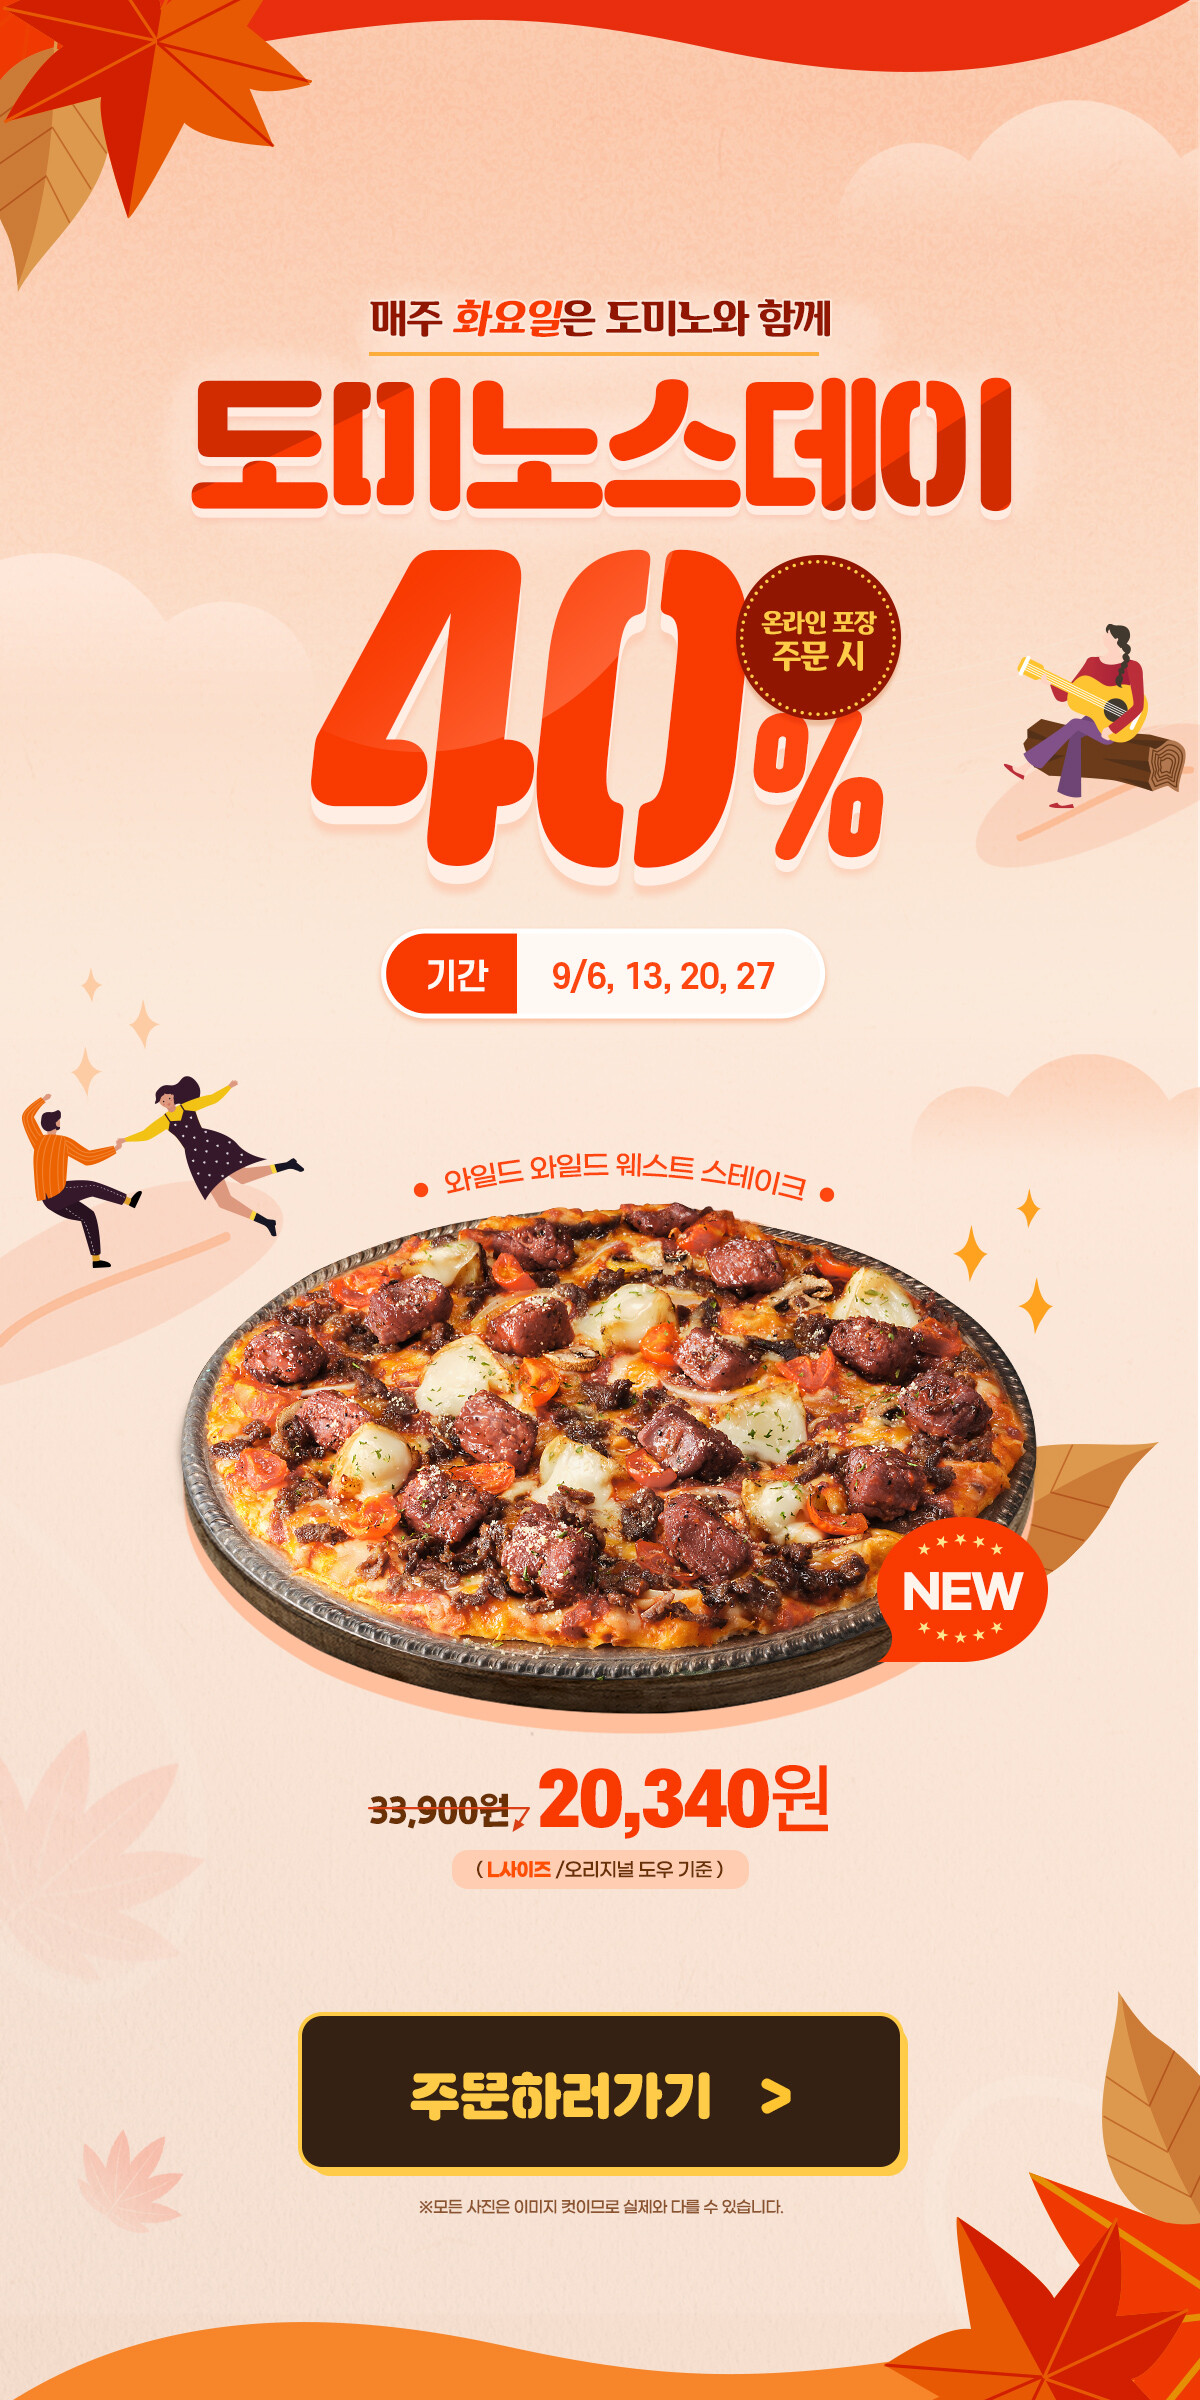 매주 화요일은 도미노와 함께
도미노스데이
40%
온라인 포장
주문 시
기간 9/6, 13, 20, 27
• 와일드 와일드 웨스트 스테이크 •
NEW
33,900원 20,340원
( L사이즈 /오리지널 도우 기준 )
주문하러가기 >
※모든 사진은 이미지 컷이므로 실제와 다를 수 있습니다.